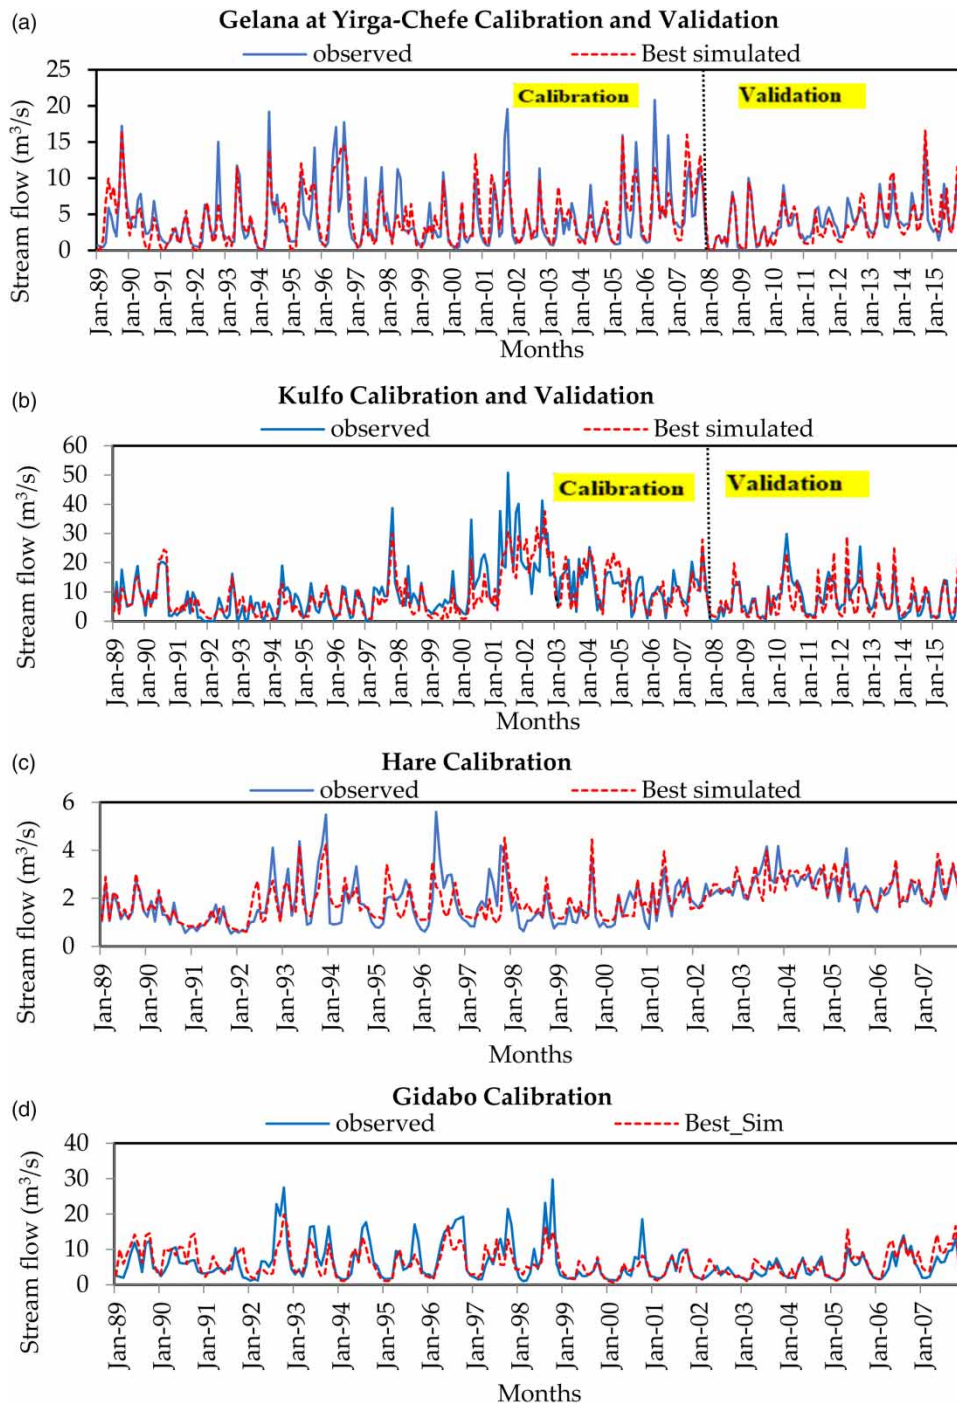 (a)
Gelana at Yirga-Chefe Calibration and Validation
observed Best simulated
Stream flow (m³/s)
25
20
15
10
5
0
Calibration Validation
Jan-89 Jan-90 Jan-91 Jan-92 Jan-93 Jan-94 Jan-95 Jan-96 Jan-97 Jan-98 Jan-99 Jan-00 Jan-01 Jan-02 Jan-03 Jan-04 Jan-05 Jan-06 Jan-07 Jan-08 Jan-09 Jan-10 Jan-11 Jan-12 Jan-13 Jan-14 Jan-15
Months
(b)
Kulfo Calibration and Validation
observed Best simulated
Stream flow (m³/s)
60
50
40
30
20
10
0
Calibration Validation
Jan-89 Jan-90 Jan-91 Jan-92 Jan-93 Jan-94 Jan-95 Jan-96 Jan-97 Jan-98 Jan-99 Jan-00 Jan-01 Jan-02 Jan-03 Jan-04 Jan-05 Jan-06 Jan-07 Jan-08 Jan-09 Jan-10 Jan-11 Jan-12 Jan-13 Jan-14 Jan-15
Months
(c)
Hare Calibration
observed Best simulated
Stream flow (m³/s)
6
4
2
0
Jan-89 Jan-90 Jan-91 Jan-92 Jan-93 Jan-94 Jan-95 Jan-96 Jan-97 Jan-98 Jan-99 Jan-00 Jan-01 Jan-02 Jan-03 Jan-04 Jan-05 Jan-06 Jan-07
Months
(d)
Gidabo Calibration
observed Best_Sim
Stream flow (m³/s)
40
30
20
10
0
Jan-89 Jan-90 Jan-91 Jan-92 Jan-93 Jan-94 Jan-95 Jan-96 Jan-97 Jan-98 Jan-99 Jan-00 Jan-01 Jan-02 Jan-03 Jan-04 Jan-05 Jan-06 Jan-07
Months